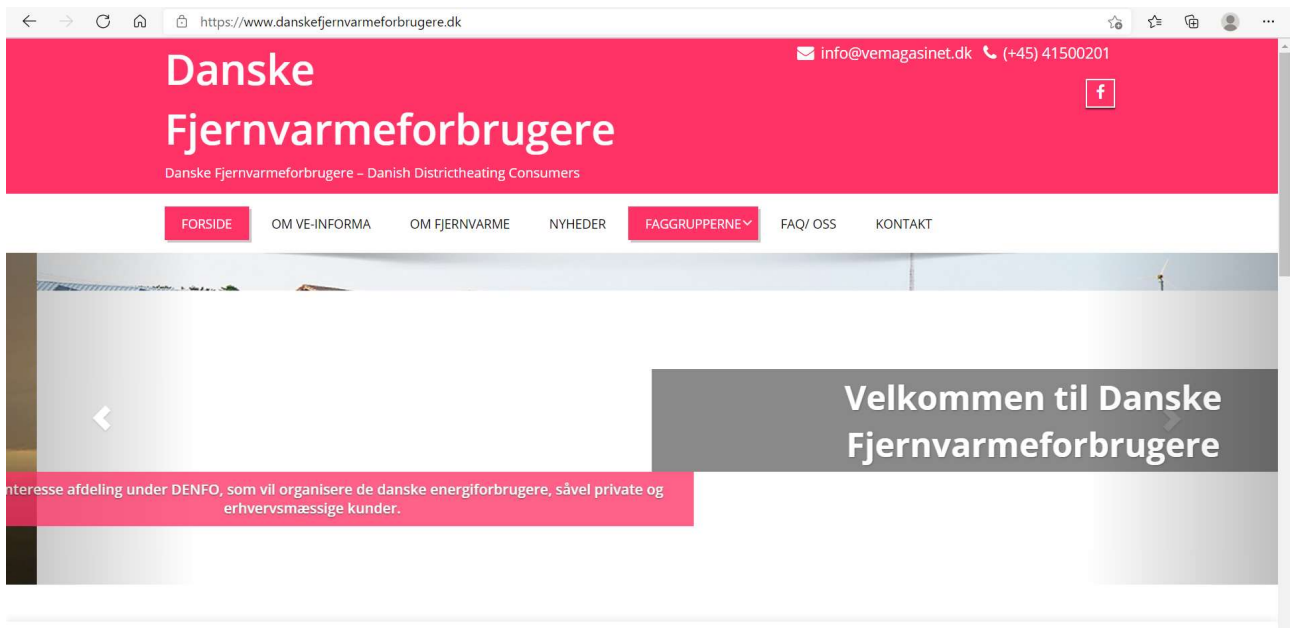 https://www.danskefjernvarmeforbrugere.dk
info@vemagasinet.dk (+45) 41500201
Danske
Fjernvarmeforbrugere
Danske Fjernvarmeforbrugere – Danish Districtheating Consumers
FORSIDE OM VE-INFORMA OM FJERNVARME NYHEDER FAGGRUPPERNE FAQ/ OSS KONTAKT
Velkommen til Danske
Fjernvarmeforbrugere
nteresse afdeling under DENFO, som vil organisere de danske energiforbrugere, såvel private og
erhvervsmæssige kunder.